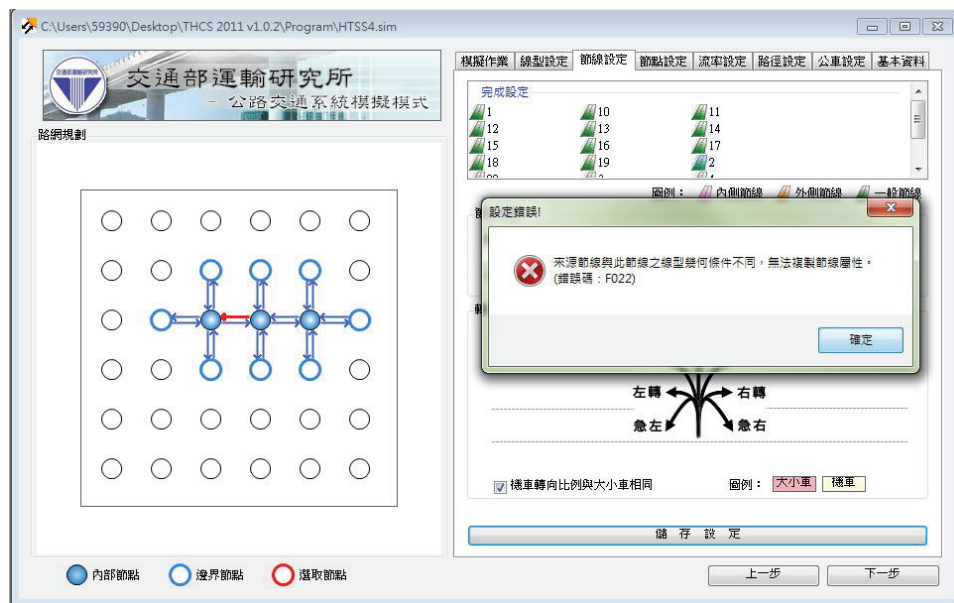 C:\Users\59390\Desktop\THCS 2011 v1.0.2\Program\HTSS4.sim
交通部運輸研究所
- 公路交通系統模擬模式
路網規劃
內部節點
邊界節點
選取節點
模擬作業
線型設定
節線設定
節點設定
流率設定
路徑設定
公車設定
基本資料
完成設定
1
10
11
12
13
14
15
16
17
18
19
2
圖例：
內側節線
外側節線
一般節線
設定錯誤!
來源節線與此節線之線型幾何條件不同，無法複製節線屬性。
(錯誤碼：F022)
確定
左轉
右轉
急左
急右
機車轉向比例與大小車相同
圖例：
大小車
機車
儲 存 設 定
上一步
下一步